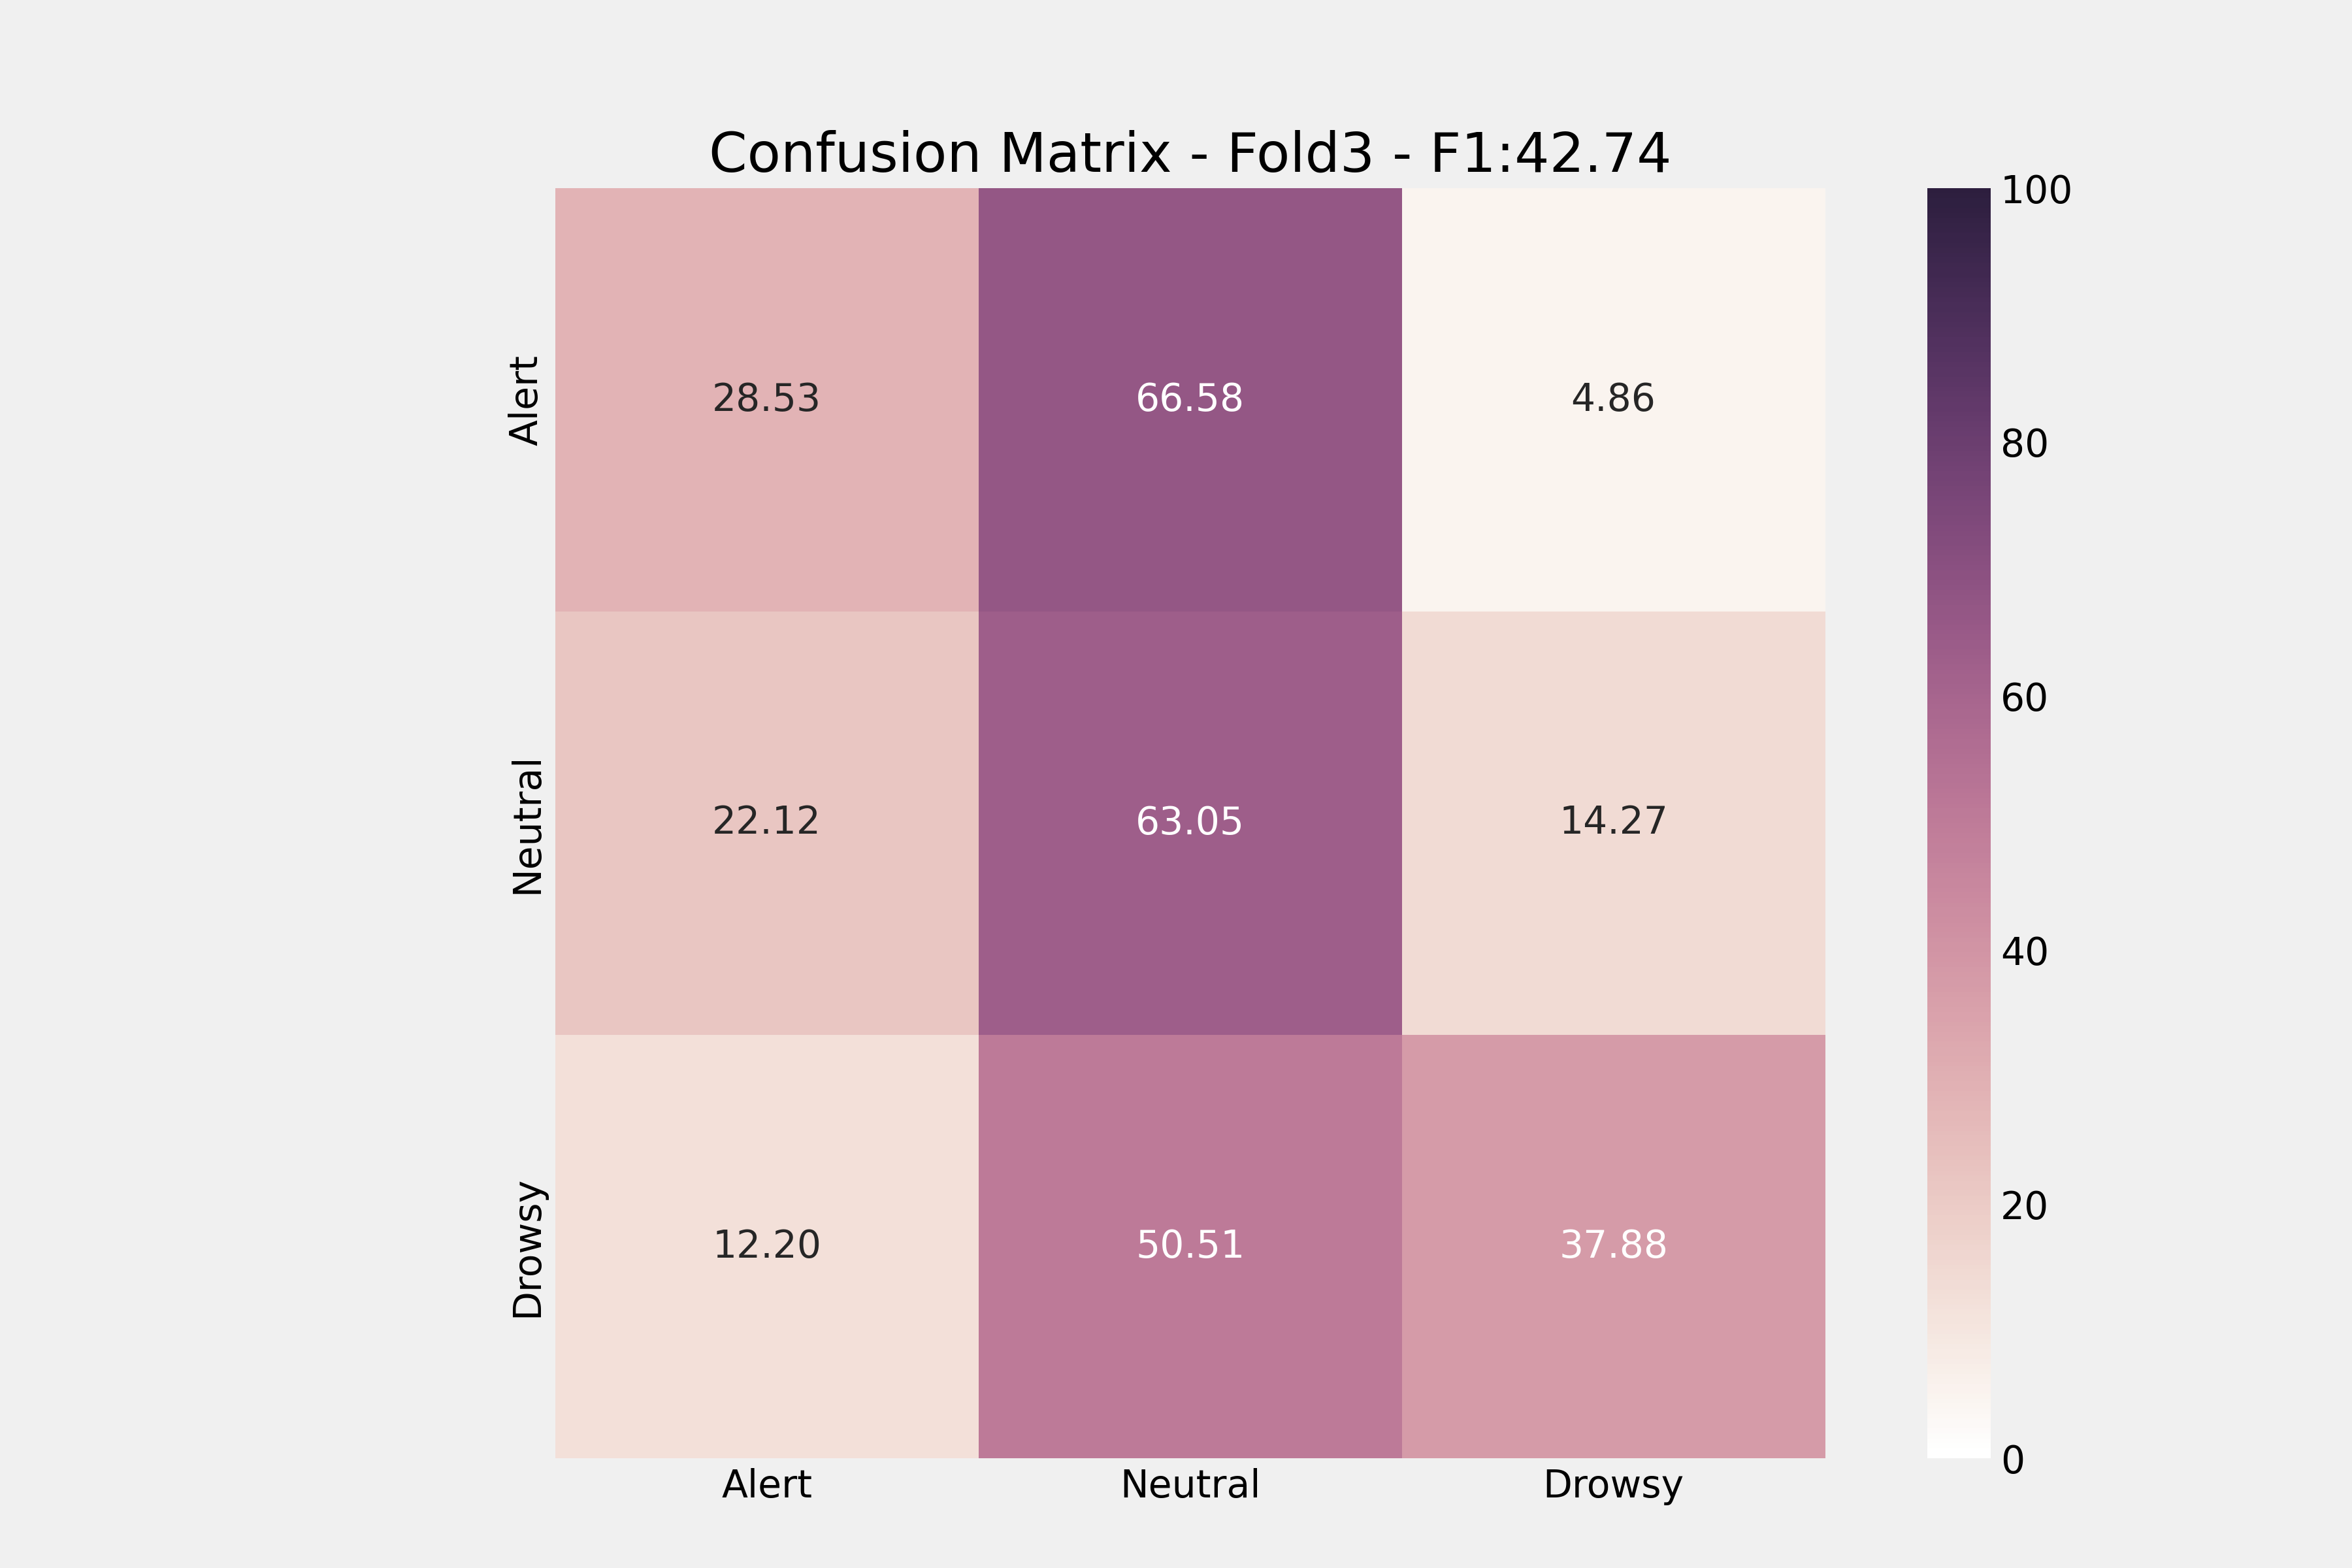 Confusion Matrix - Fold3 - F1:42.74
Alert
28.53 66.58 4.86
Neutral
22.12 63.05 14.27
Drowsy
12.20 50.51 37.88
Alert Neutral Drowsy
100
80
60
40
20
0